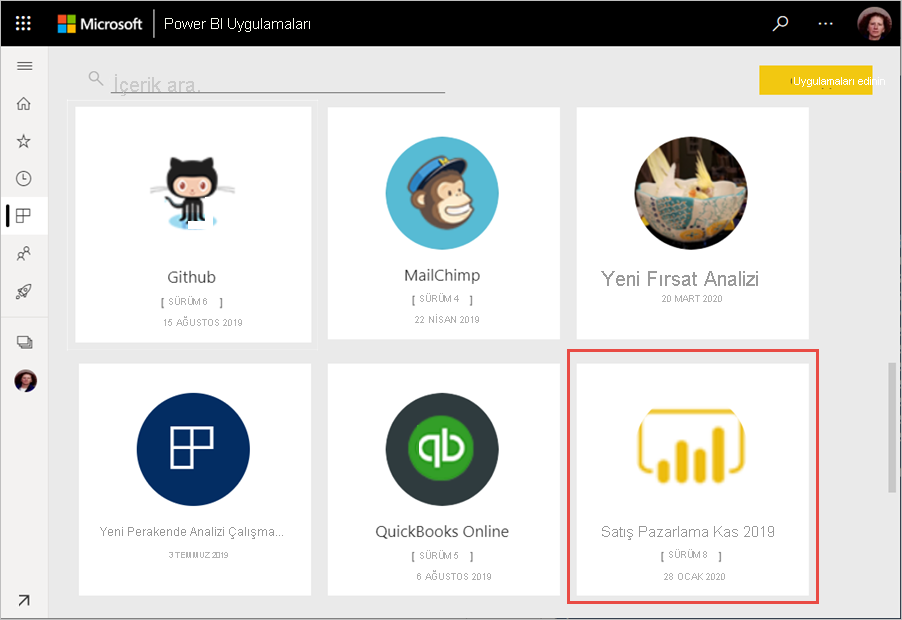 Microsoft Power BI Uygulamaları
İçerik ara.
Uygulamaları edinin
Github
[ SÜRÜM 6 ]
15 AĞUSTOS 2019
MailChimp
[ SÜRÜM 4 ]
22 NİSAN 2019
Yeni Fırsat Analizi
20 MART 2020
Yeni Perakende Analizi Çalışma...
3 TEMMUZ 2019
qb
QuickBooks Online
[ SÜRÜM 5 ]
6 AĞUSTOS 2019
Satış Pazarlama Kas 2019
[ SÜRÜM 8 ]
28 OCAK 2020